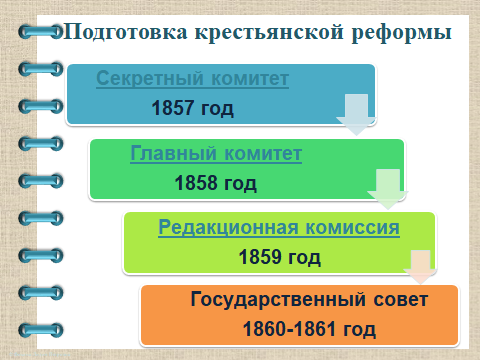 Подготовка крестьянской реформы
Секретный комитет
1857 год
Главный комитет
1858 год
Редакционная комиссия
1859 год
Государственный совет
1860-1861 год